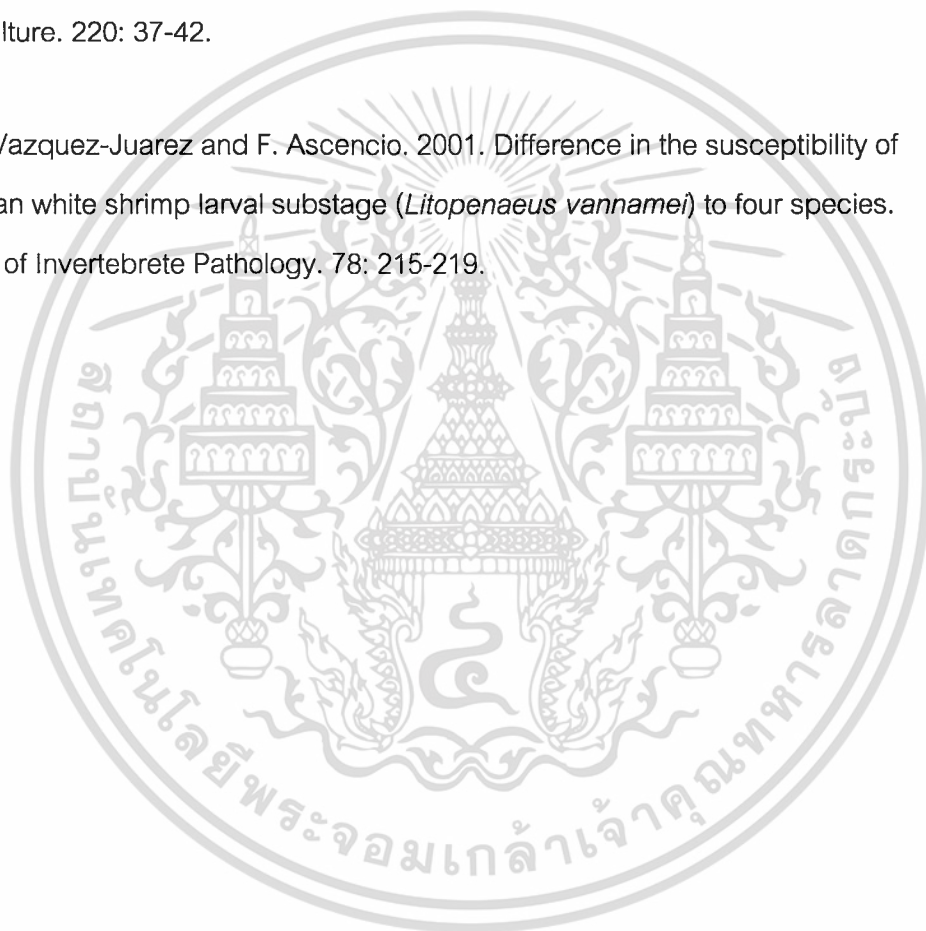 lture. 220: 37-42.
Vazquez-Juarez and F. Ascencio. 2001. Difference in the susceptibility of
an white shrimp larval substage (Litopenaeus vannamei) to four species.
of Invertebrete Pathology. 78: 215-219.
สถาบันเทคโนโลยีพระจอมเกล้าเจ้าคุณทหารลาดกระบัง